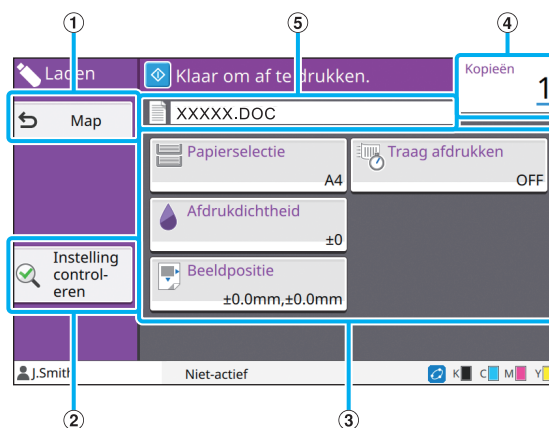 1
5
4
Laden
Klaar om af te drukken.
Kopieën
1
Map
XXXXX.DOC
Papierselectie
A4
Traag afdrukken
OFF
Afdrukdichtheid
±0
Instelling
control-
eren
Beeldpositie
±0.0mm,±0.0mm
J.Smith
Niet-actief
K C M Y
2
3